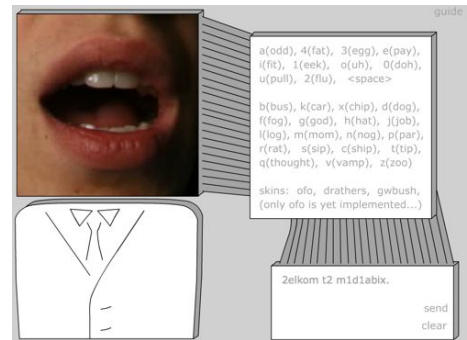 guide
a(odd), 4(fat), 3(egg), e(pay),
i(fit), 1(eek), o(uh), 0(doh),
u(pull), 2(flu), <space>
b(bus), k(car), x(chip), d(dog),
f(fog), g(god), h(hat), j(job),
l(log), m(mom), n(nog), p(par),
r(rat), s(sip), c(ship), t(tip),
q(thought), v(vamp), z(zoo)
skins: ofo, drathers, gwbush,
(only ofo is yet implemented...)
2elkom t2 m1d1abix.
send
clear